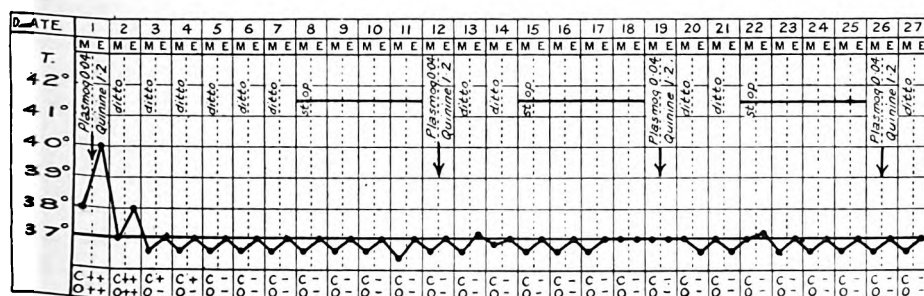 DATE 1 2 3 4 5 6 7 8 9 10 11 12 13 14 15 16 17 18 19 20 21 22 23 24 25 26 27
M E M E M E M E M E M E M E M E M E M E M E M E M E M E M E M E M E M E M E M E M E M E M E M E M E M E M E
T.
42°
41°
40°
39°
38°
37°
Plasmoq 0 04
Quinine 1·2
ditto
ditto
ditto
ditto
ditto
ditto
stop
Plasmoq 0 04
Quinine 1·2
ditto
ditto
stop
Plasmoq 0 04
Quinine 1·2
ditto
ditto
stop
Plasmoq 0 04
Quinine 1·2
ditto
C ++ C ++ C + C + C - C - C - C - C - C - C - C - C - C - C - C - C - C - C - C - C - C - C - C - C - C - C -
O ++ O ++ O - O - O - O - O - O - O - O - O - O - O - O - O - O - O - O - O - O - O - O - O - O - O - O - O -